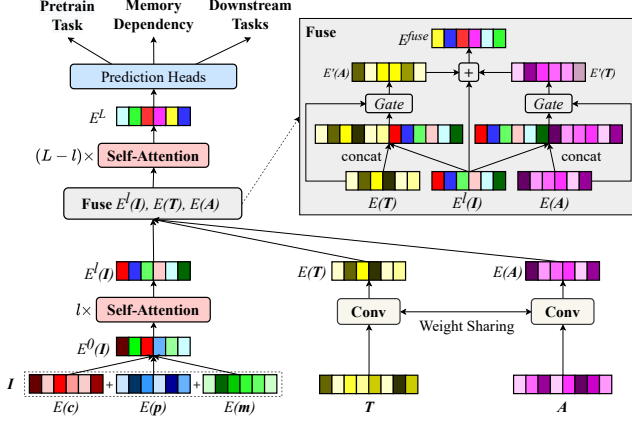 Pretrain Task
Memory Dependency
Downstream Tasks
Prediction Heads
E^L
(L − l)× Self-Attention
Fuse E^l(I), E(T), E(A)
E^l(I)
l× Self-Attention
E^0(I)
I
+
+
E(c)
E(p)
E(m)
E(T)
E(A)
Conv
Weight Sharing
Conv
T
A
Fuse
E^fuse
E'(A)
+
E'(T)
Gate
Gate
concat
concat
E(T)
E^l(I)
E(A)